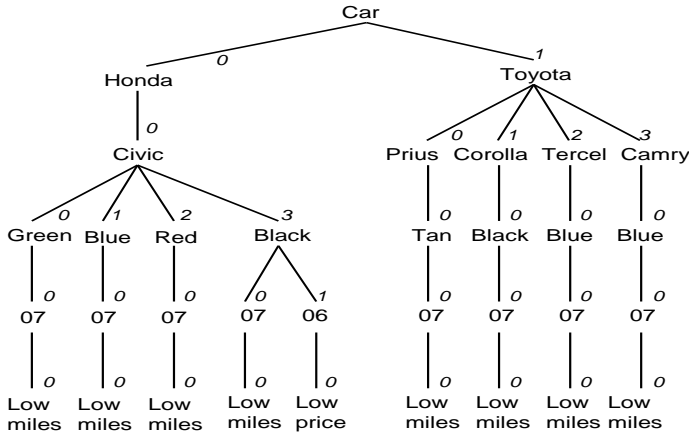 Car
0 1
Honda Toyota
0 0 1 2 3
Civic Prius Corolla Tercel Camry
0 1 2 3 0 0 0 0
Green Blue Red Black Tan Black Blue Blue
0 0 0 0 1 0 0 0 0
07 07 07 07 06 07 07 07 07
0 0 0 0 0 0 0 0 0
Low Low Low Low Low Low Low Low Low
miles miles miles miles price miles miles miles miles